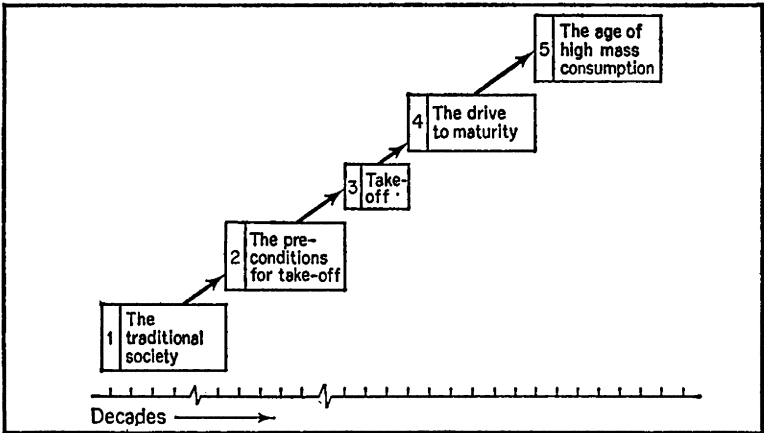 5
The age of
high mass
consumption
4
The drive
to maturity
3
Take-
off
2
The pre-
conditions
for take-off
1
The
traditional
society
Decades